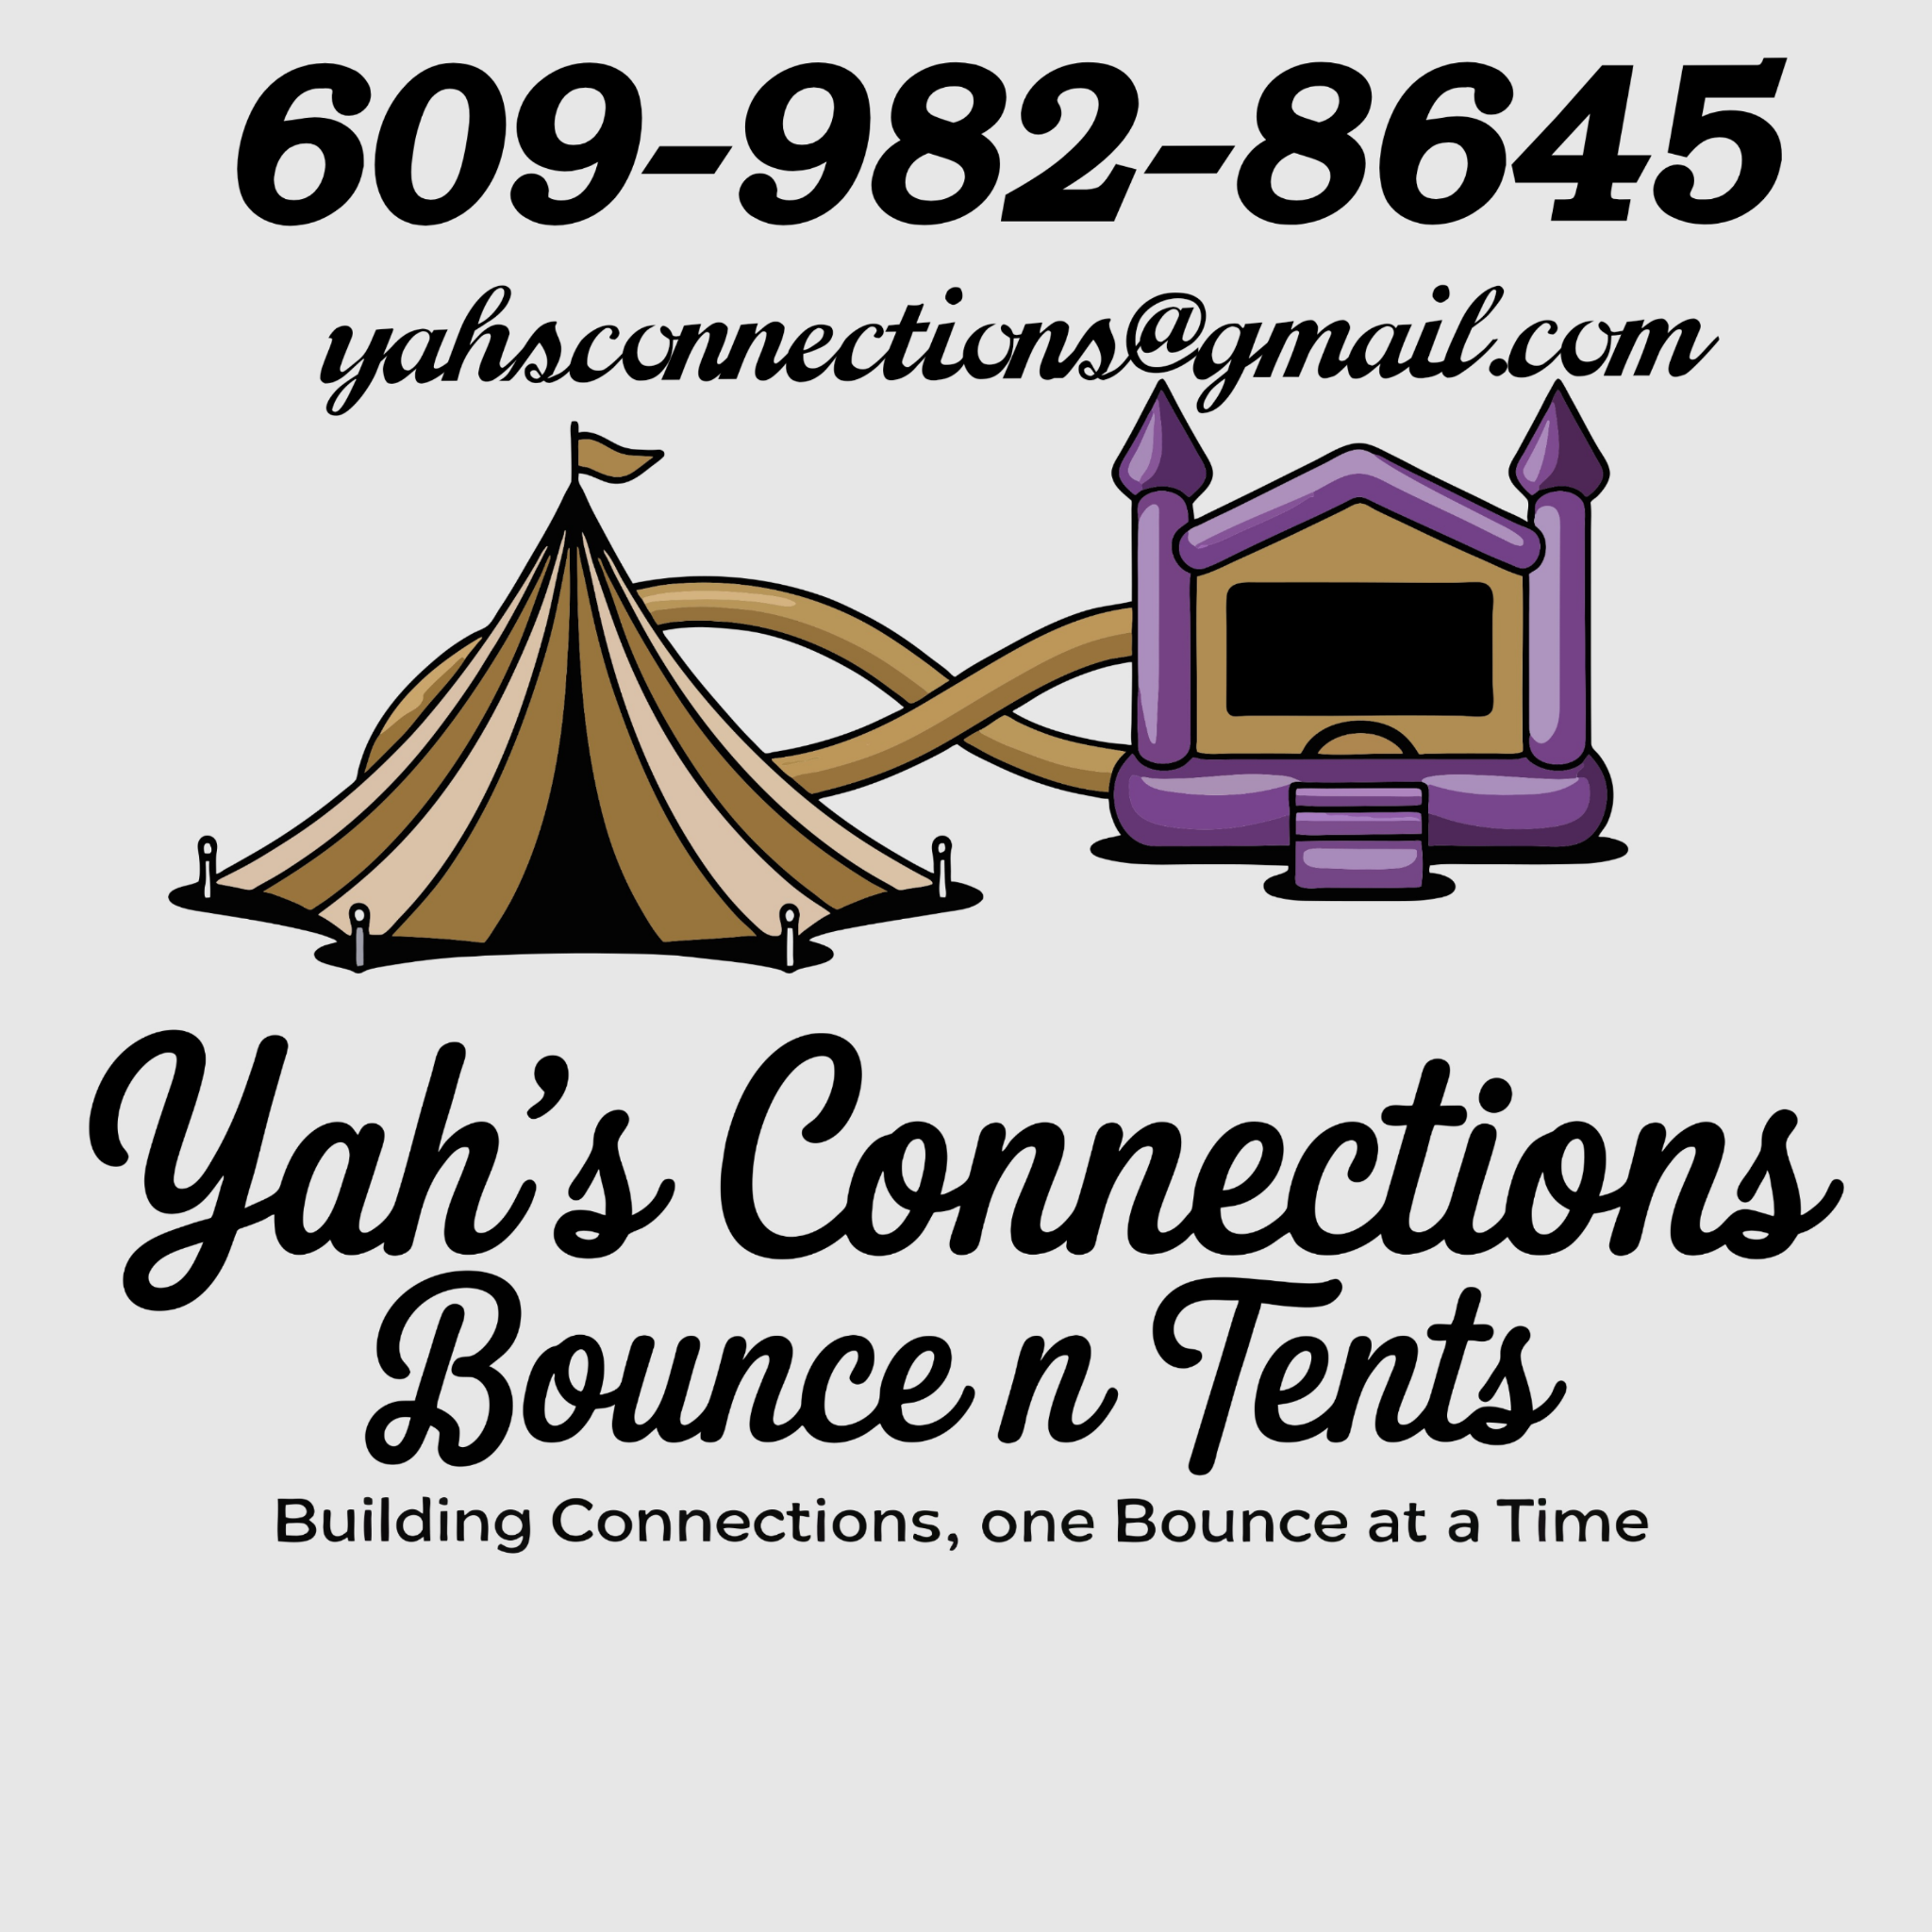 609-982-8645
yahsconnections@gmail.com
Yah's Connections
Bounce n Tents
Building Connections, one Bounce at a Time